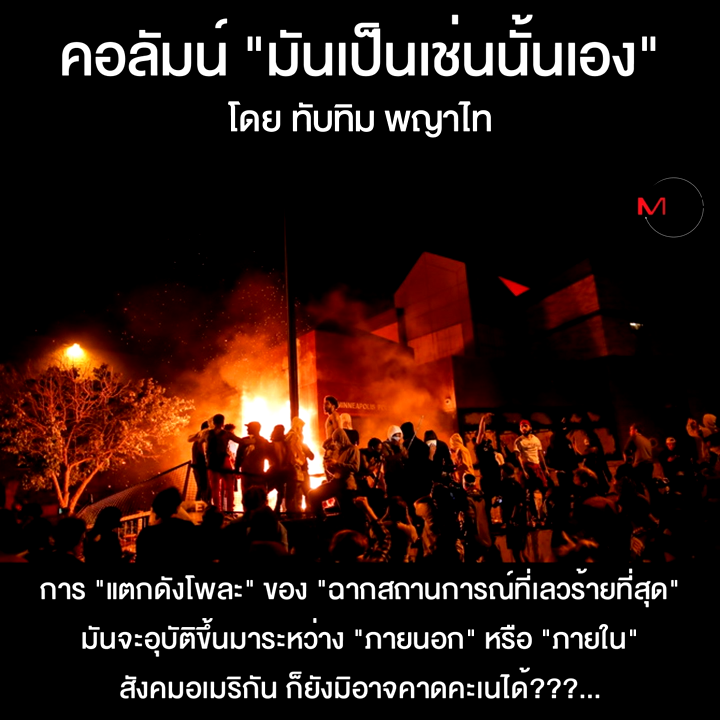 คอลัมน์ "มันเป็นเช่นนั้นเอง"
โดย ทับทิม พญาไท
M
MINNEAPOLIS
การ "แตกดังโพละ" ของ "ฉากสถานการณ์ที่เลวร้ายที่สุด"
มันจะอุบัติขึ้นมาระหว่าง "ภายนอก" หรือ "ภายใน"
สังคมอเมริกัน ก็ยังมิอาจคาดคะเนได้???...